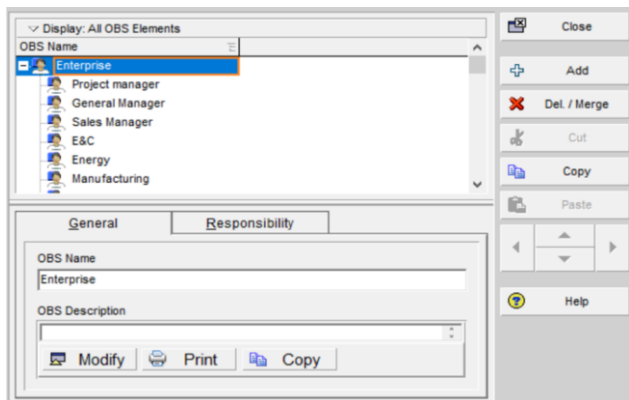 Display: All OBS Elements
OBS Name
Enterprise
Project manager
General Manager
Sales Manager
E&C
Energy
Manufacturing
General
Responsibility
OBS Name
Enterprise
OBS Description
Modify
Print
Copy
Close
Add
Del. / Merge
Cut
Copy
Paste
Help